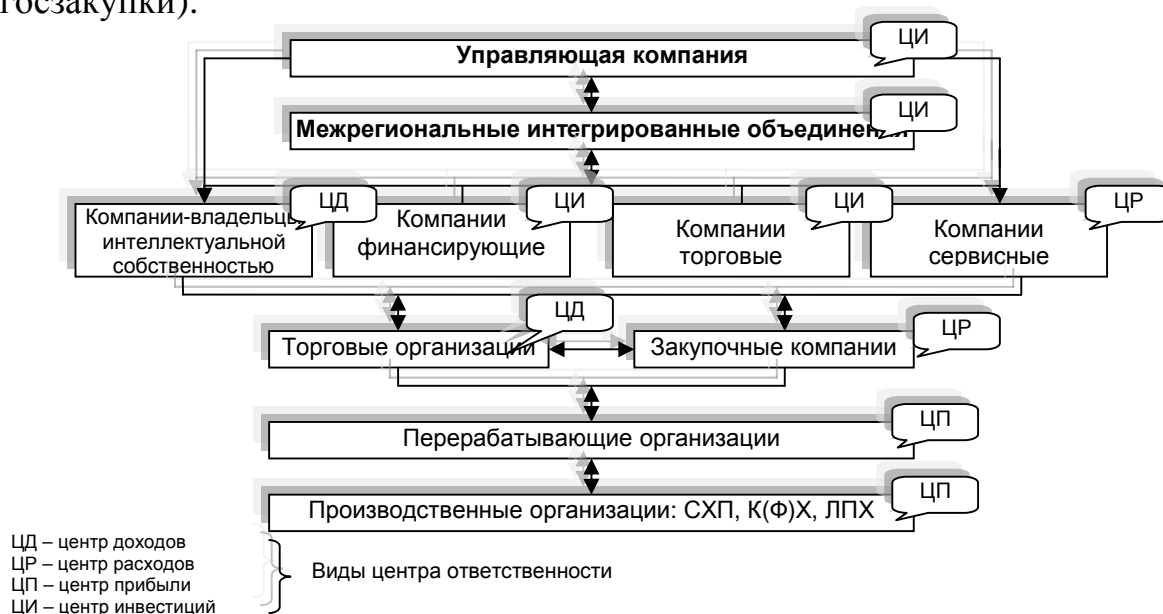 госзакупки).
ЦИ
Управляющая компания
ЦИ
Межрегиональные интегрированные объединения
ЦД
Компании-владельцы
интеллектуальной
собственностью
ЦИ
Компании
финансирующие
ЦИ
Компании
торговые
ЦР
Компании
сервисные
ЦД
Торговые организации
ЦР
Закупочные компании
ЦП
Перерабатывающие организации
ЦП
Производственные организации: СХП, К(Ф)Х, ЛПХ
ЦД – центр доходов
ЦР – центр расходов
ЦП – центр прибыли
ЦИ – центр инвестиций
Виды центра ответственности